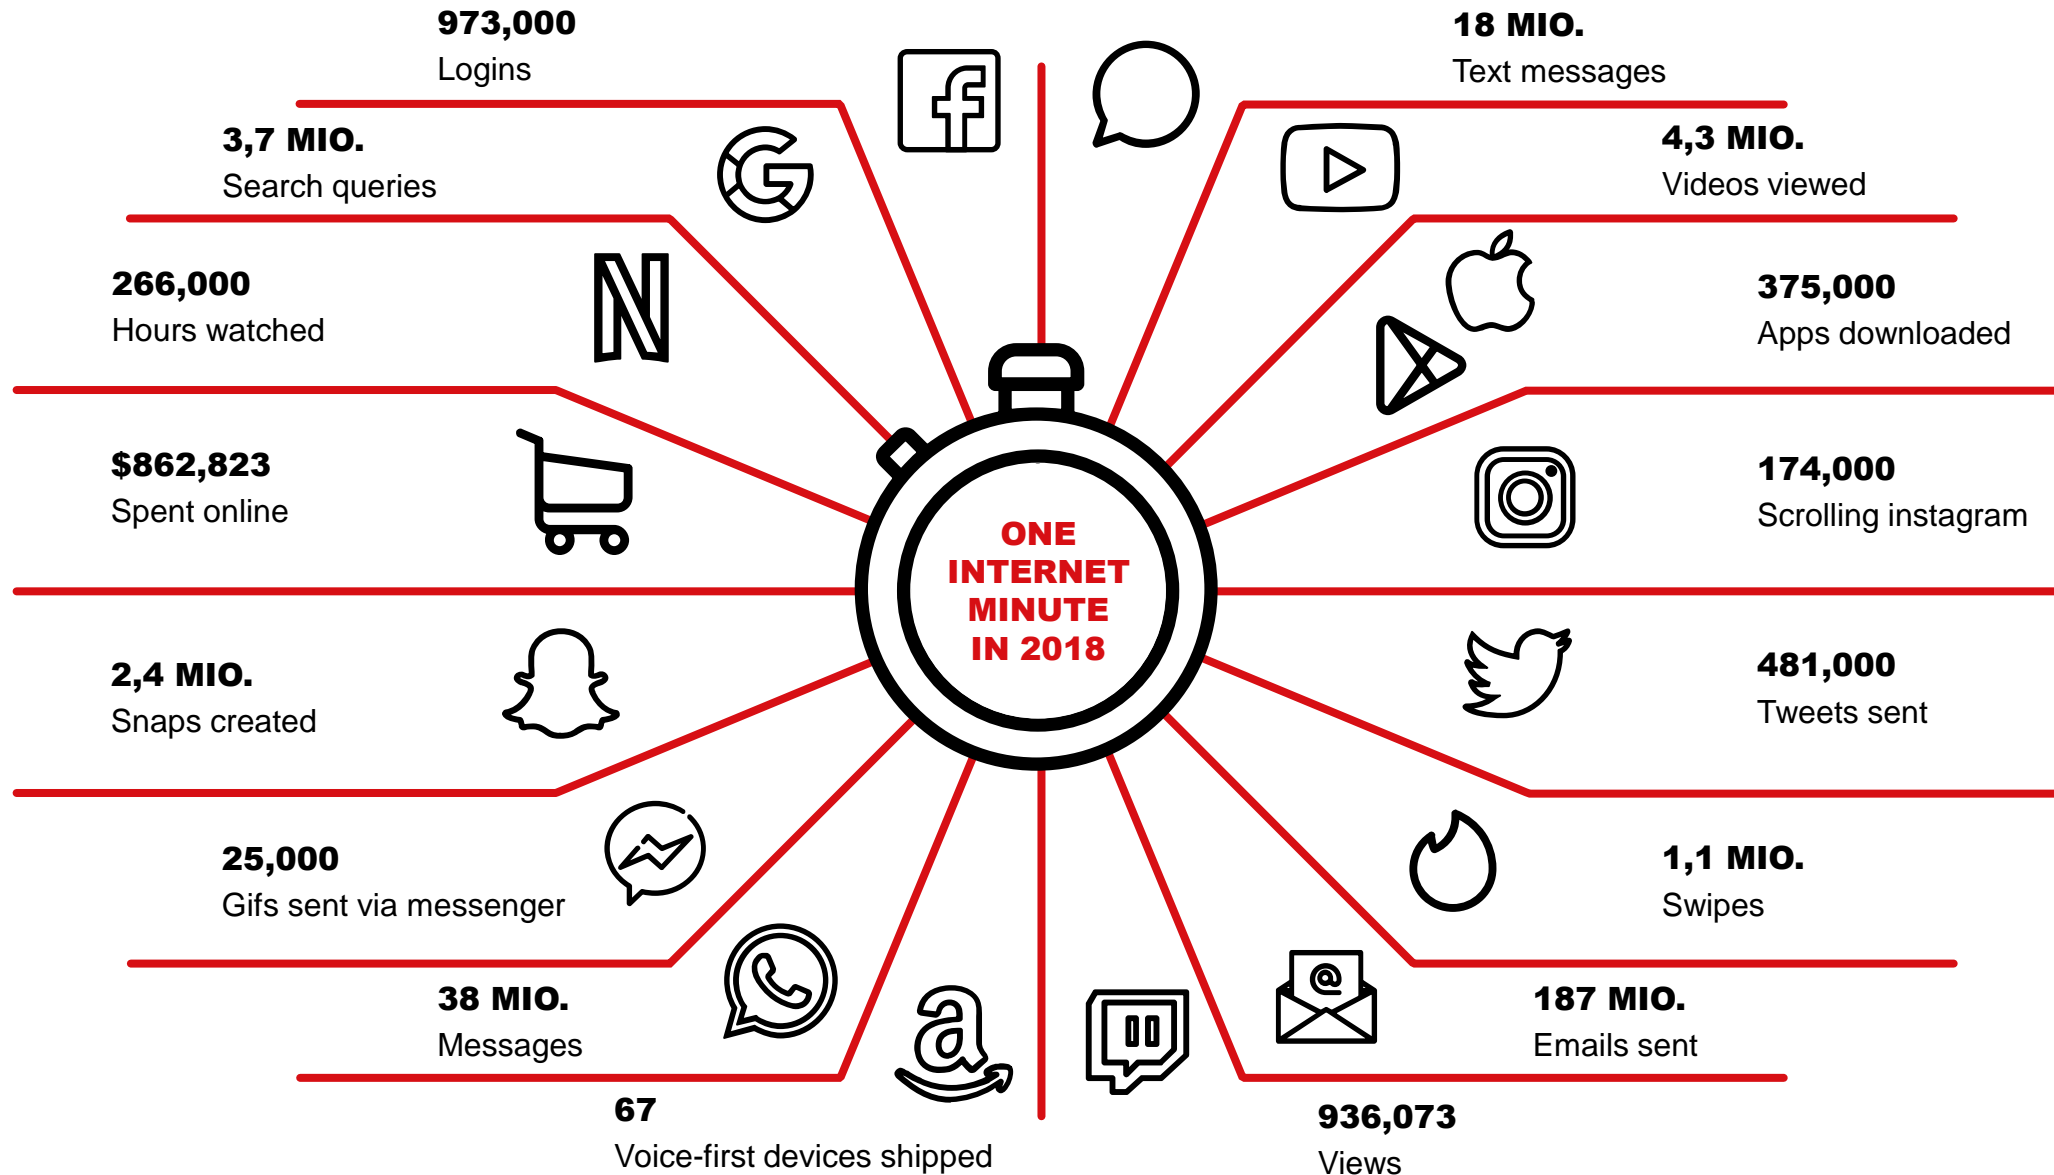 973,000
Logins
18 MIO.
Text messages
3,7 MIO.
Search queries
4,3 MIO.
Videos viewed
266,000
Hours watched
375,000
Apps downloaded
$862,823
Spent online
174,000
Scrolling instagram
ONE
INTERNET
MINUTE
IN 2018
2,4 MIO.
Snaps created
481,000
Tweets sent
25,000
Gifs sent via messenger
1,1 MIO.
Swipes
38 MIO.
Messages
187 MIO.
Emails sent
67
Voice-first devices shipped
936,073
Views